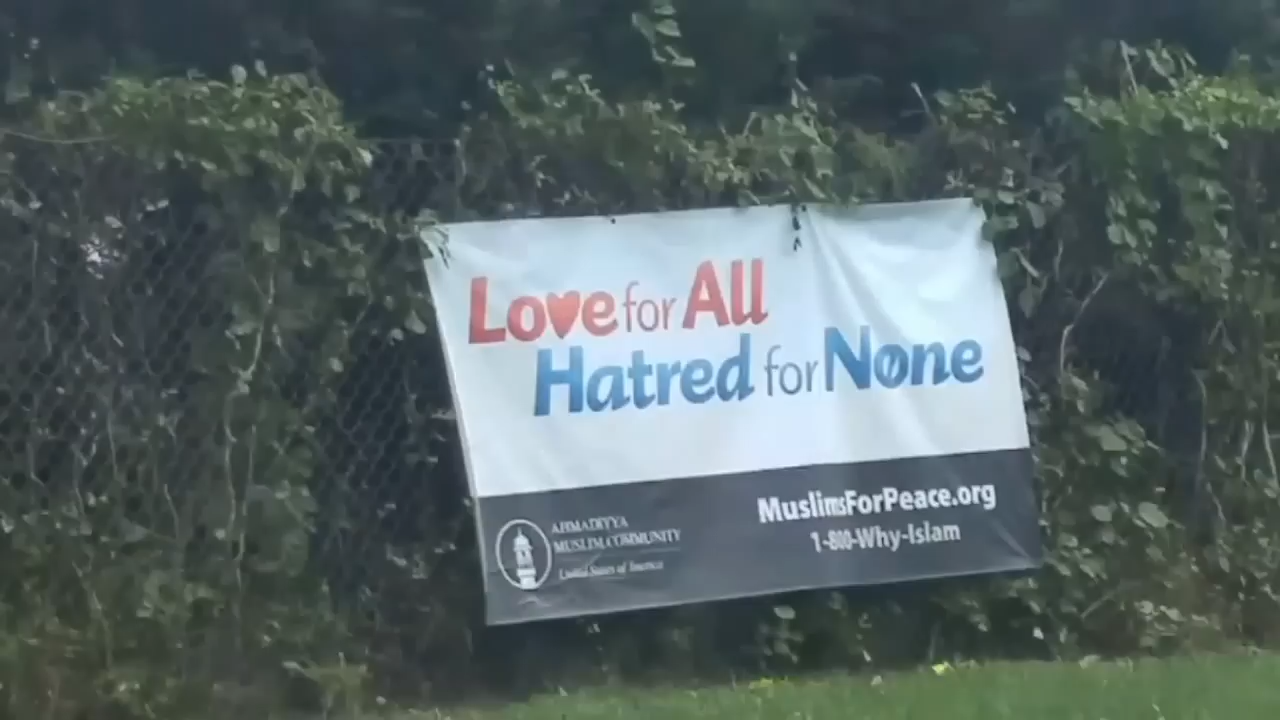 Love for All
Hatred for None
MuslimsForPeace.org
1-800-Why-Islam
AHMADIYYA
MUSLIM COMMUNITY
United States of America